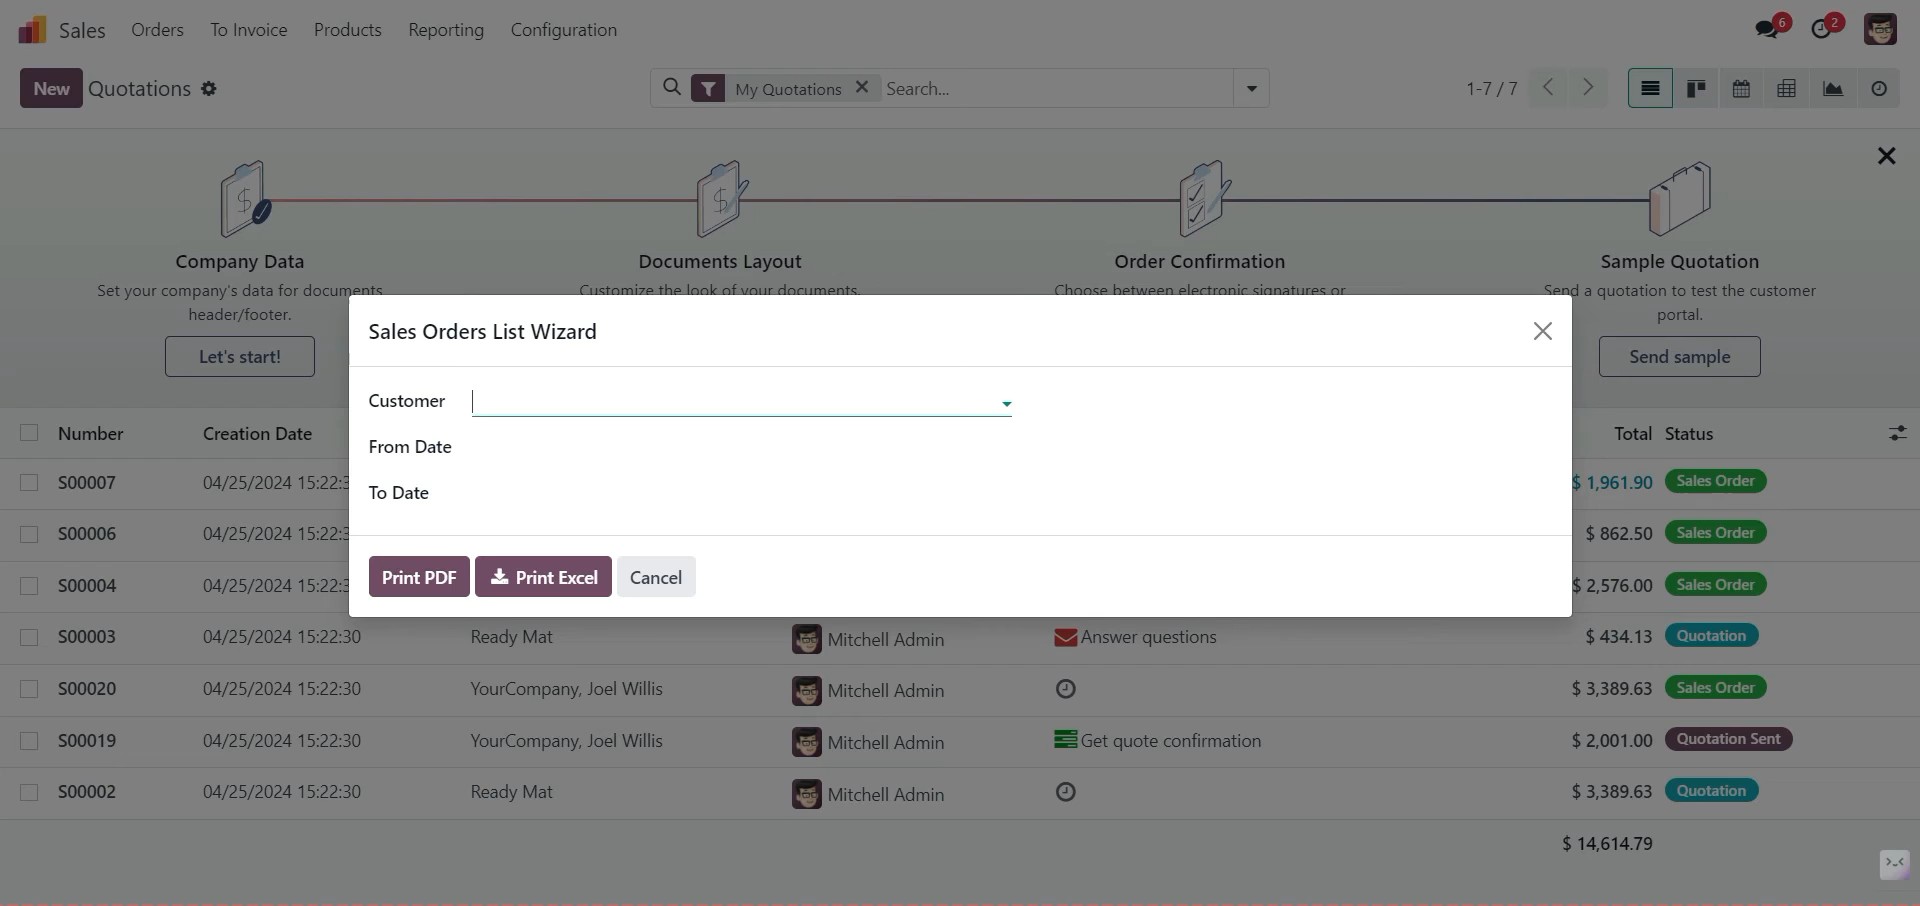 Sales Orders To Invoice Products Reporting Configuration 6 2
New Quotations My Quotations Search... 1-7 / 7
Company Data Documents Layout Order Confirmation Sample Quotation
Set your company's data for documents Customize the look of your documents. Choose between electronic signatures or Send a quotation to test the customer
header/footer. portal.
Let's start! Send sample
Sales Orders List Wizard
Customer
From Date
To Date
Print PDF Print Excel Cancel
Number Creation Date Total Status
S00007 04/25/2024 15:22:3 $ 1,961.90 Sales Order
S00006 04/25/2024 15:22:3 $ 862.50 Sales Order
S00004 04/25/2024 15:22:3 $ 2,576.00 Sales Order
S00003 04/25/2024 15:22:30 Ready Mat Mitchell Admin Answer questions $ 434.13 Quotation
S00020 04/25/2024 15:22:30 YourCompany, Joel Willis Mitchell Admin $ 3,389.63 Sales Order
S00019 04/25/2024 15:22:30 YourCompany, Joel Willis Mitchell Admin Get quote confirmation $ 2,001.00 Quotation Sent
S00002 04/25/2024 15:22:30 Ready Mat Mitchell Admin $ 3,389.63 Quotation
$ 14,614.79